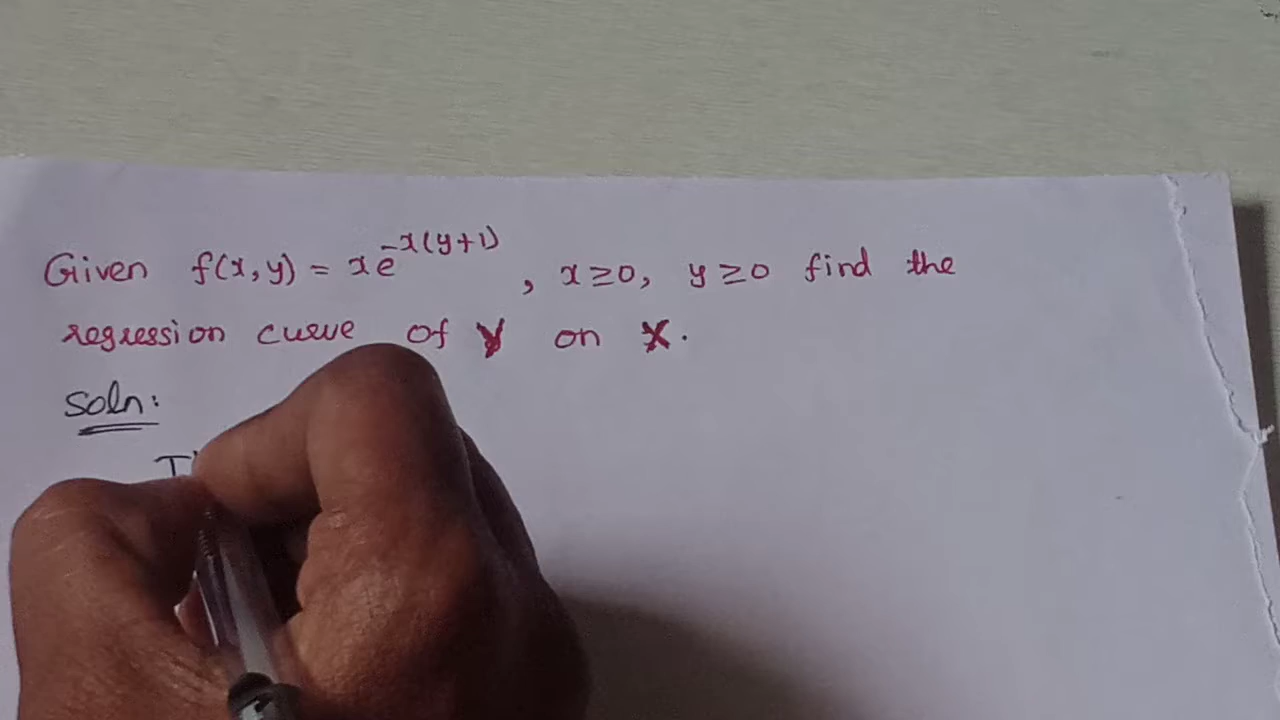 Given f(x,y) = xe^{-x(y+1)}, x ≥ 0, y ≥ 0 find the
regression curve of Y on X.
Soln: